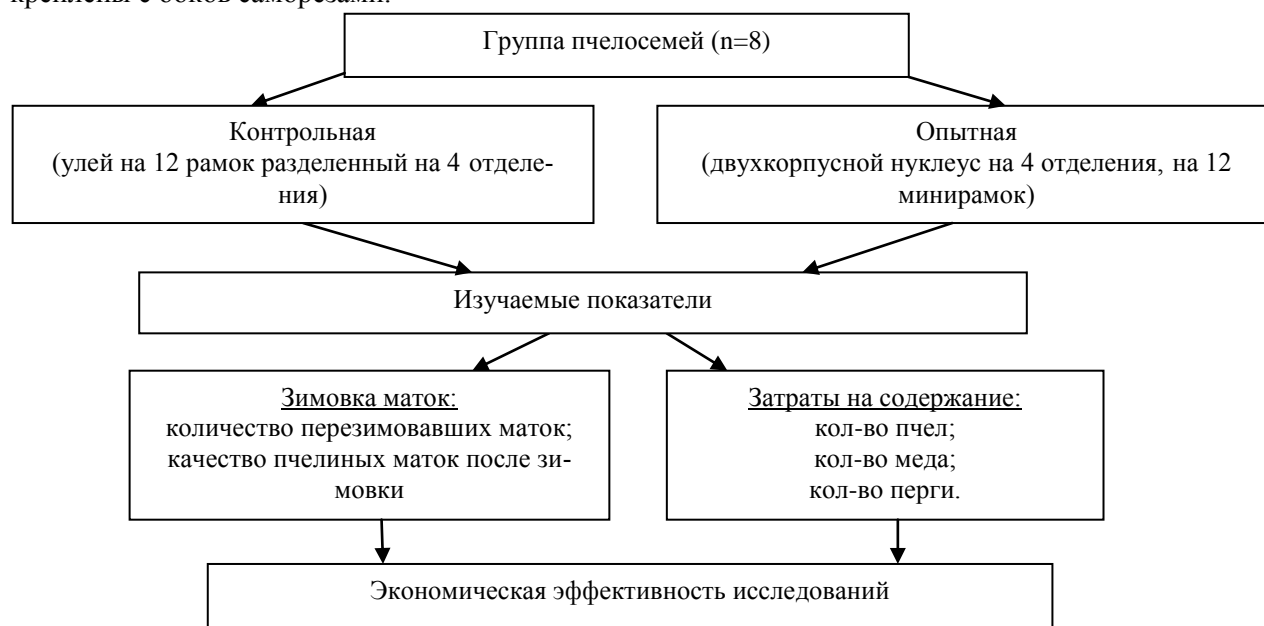 креплены с боков саморезами.
Группа пчелосемей (n=8)
Контрольная
(улей на 12 рамок разделенный на 4 отделе-
ния)
Опытная
(двухкорпусной нуклеус на 4 отделения, на 12
минирамок)
Изучаемые показатели
Зимовка маток:
количество перезимовавших маток;
качество пчелиных маток после зи-
мовки
Затраты на содержание:
кол-во пчел;
кол-во меда;
кол-во перги.
Экономическая эффективность исследований